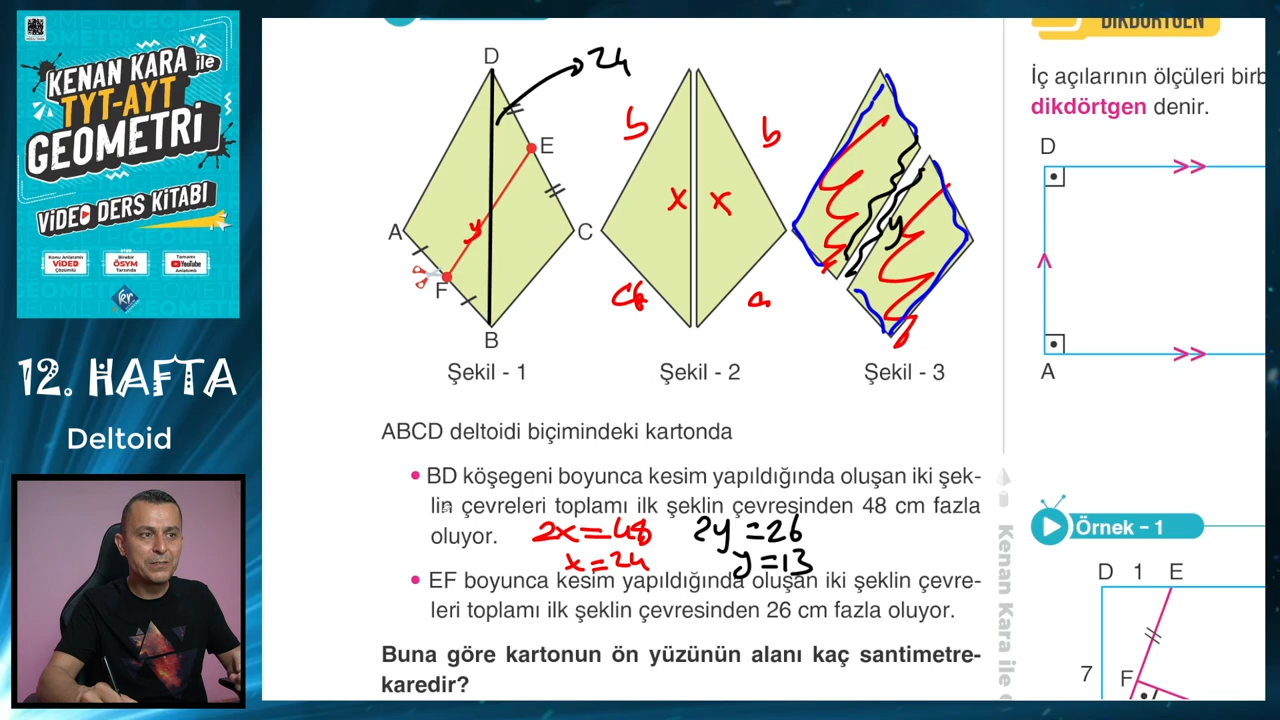 KENAN KARA ile
TYT-AYT
GEOMETRİ
VİDEO DERS KİTABI
12. HAFTA
Deltoid
D
24
E
A
y
C
F
B
b
b
x
x
a
y
Şekil - 1
Şekil - 2
Şekil - 3
ABCD deltoidi biçimindeki kartonda
• BD köşegeni boyunca kesim yapıldığında oluşan iki şek-
lin çevreleri toplamı ilk şeklin çevresinden 48 cm fazla
oluyor.
2x=48
2y=26
x=24
y=13
• EF boyunca kesim yapıldığında oluşan iki şeklin çevre-
leri toplamı ilk şeklin çevresinden 26 cm fazla oluyor.
Buna göre kartonun ön yüzünün alanı kaç santimetre-
karedir?
DİKDÖRTGEN
İç açılarının ölçüleri birb
dikdörtgen denir.
D
A
Kenan Kara ile
Örnek – 1
D 1 E
7
F